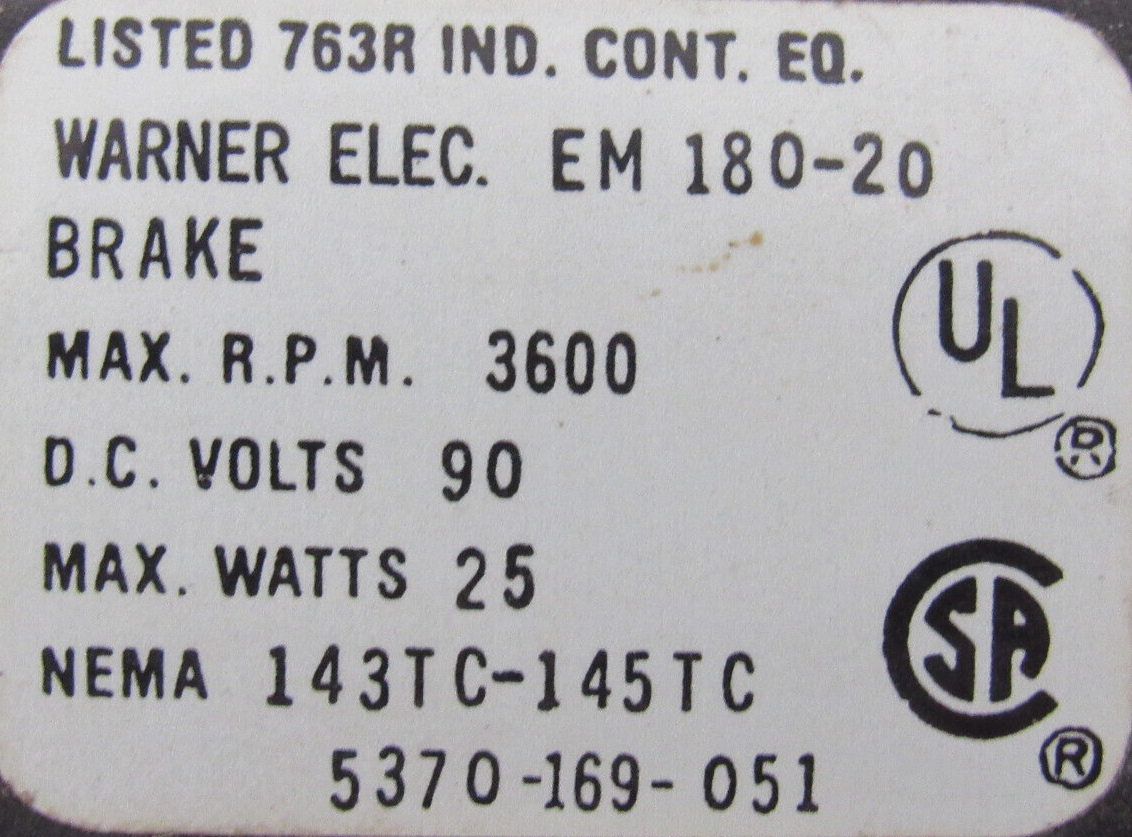 LISTED 763R IND. CONT. EQ.
WARNER ELEC. EM 180-20
BRAKE
MAX. R.P.M. 3600
D.C. VOLTS 90
MAX. WATTS 25
NEMA 143TC-145TC
5370-169-051
UL
®
CSA
®